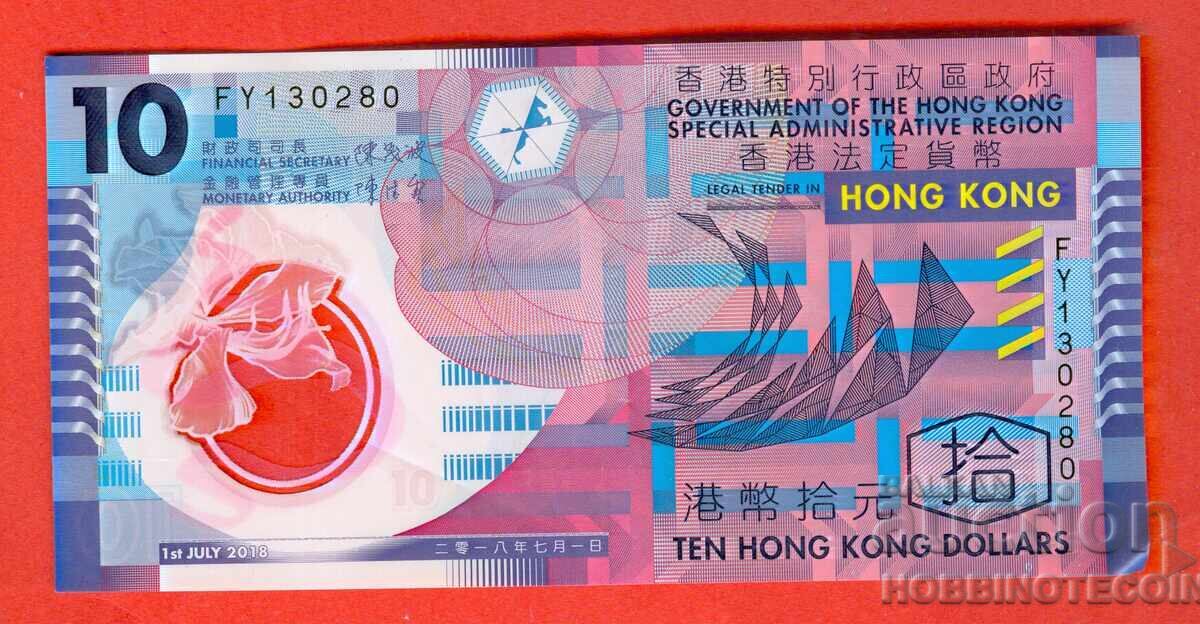 10
FY130280
財政司司長
FINANCIAL SECRETARY
金融管理專員
MONETARY AUTHORITY
香港特別行政區政府
GOVERNMENT OF THE HONG KONG
SPECIAL ADMINISTRATIVE REGION
香港法定貨幣
LEGAL TENDER IN HONG KONG
FY130280
拾
10
港幣拾元
TEN HONG KONG DOLLARS
1st JULY 2018
二零一八年七月一日
BALKAN
auction
HOBBINOTECOIN